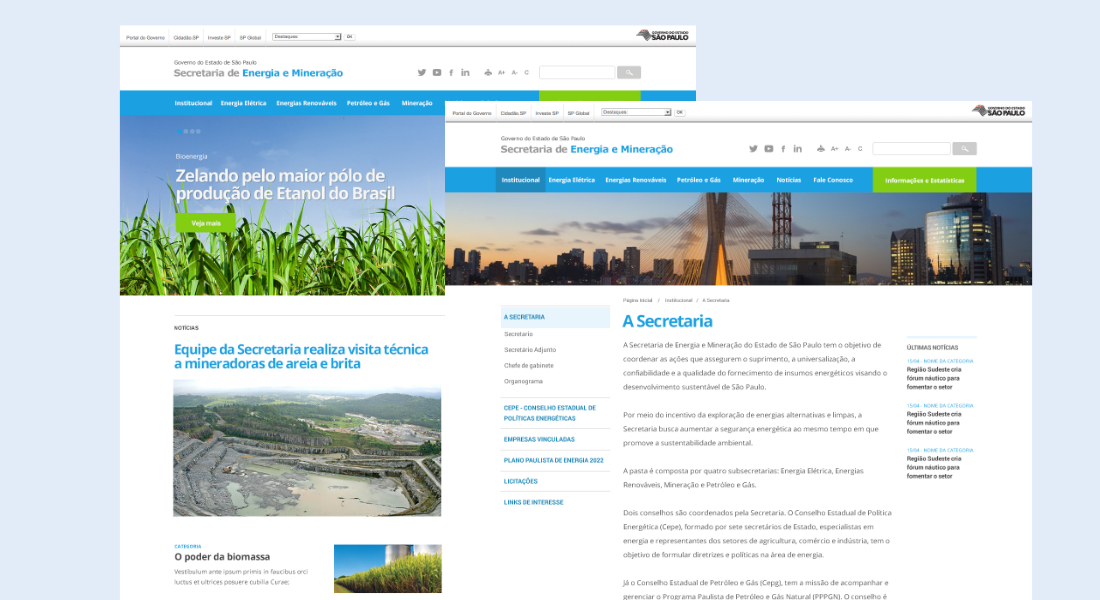 Portal do Governo
Cidadão SP
Investe SP
SP Global
Destaques
OK
GOVERNO DO ESTADO
SÃO PAULO
Governo do Estado de São Paulo
Secretaria de Energia e Mineração
A+
A-
C
Institucional
Energia Elétrica
Energias Renováveis
Petróleo e Gás
Mineração
Bioenergia
Zelando pelo maior pólo de
produção de Etanol do Brasil
Veja mais
NOTÍCIAS
Equipe da Secretaria realiza visita técnica
a mineradoras de areia e brita
CATEGORIA
O poder da biomassa
Vestibulum ante ipsum primis in faucibus orci
luctus et ultrices posuere cubilia Curae;
Portal do Governo
Cidadão SP
Investe SP
SP Global
Destaques
OK
GOVERNO DO ESTADO
SÃO PAULO
Governo do Estado de São Paulo
Secretaria de Energia e Mineração
A+
A-
C
Institucional
Energia Elétrica
Energias Renováveis
Petróleo e Gás
Mineração
Notícias
Fale Conosco
Informações e Estatísticas
Página Inicial / Institucional / A Secretaria
A SECRETARIA
Secretario
Secretário Adjunto
Chefe de gabinete
Organograma
CEPE - CONSELHO ESTADUAL DE
POLÍTICAS ENERGÉTICAS
EMPRESAS VINCULADAS
PLANO PAULISTA DE ENERGIA 2022
LICITAÇÕES
LINKS DE INTERESSE
A Secretaria
A Secretaria de Energia e Mineração do Estado de São Paulo tem o objetivo de
coordenar as ações que assegurem o suprimento, a universalização, a
confiabilidade e a qualidade do fornecimento de insumos energéticos visando o
desenvolvimento sustentável de São Paulo.
Por meio do incentivo da exploração de energias alternativas e limpas, a
Secretaria busca aumentar a segurança energética ao mesmo tempo em que
promove a sustentabilidade ambiental.
A pasta é composta por quatro subsecretarias: Energia Elétrica, Energias
Renováveis, Mineração e Petróleo e Gás.
Dois conselhos são coordenados pela Secretaria. O Conselho Estadual de Política
Energética (Cepe), formado por sete secretários de Estado, especialistas em
energia e representantes dos setores de agricultura, comércio e indústria, tem o
objetivo de formular diretrizes e políticas na área de energia.
Já o Conselho Estadual de Petróleo e Gás (Cepg), tem a missão de acompanhar e
gerenciar o Programa Paulista de Petróleo e Gás Natural (PPPGN). O conselho é
ÚLTIMAS NOTÍCIAS
15/04 - NOME DA CATEGORIA
Região Sudeste cria
fórum náutico para
fomentar o setor
15/04 - NOME DA CATEGORIA
Região Sudeste cria
fórum náutico para
fomentar o setor
15/04 - NOME DA CATEGORIA
Região Sudeste cria
fórum náutico para
fomentar o setor